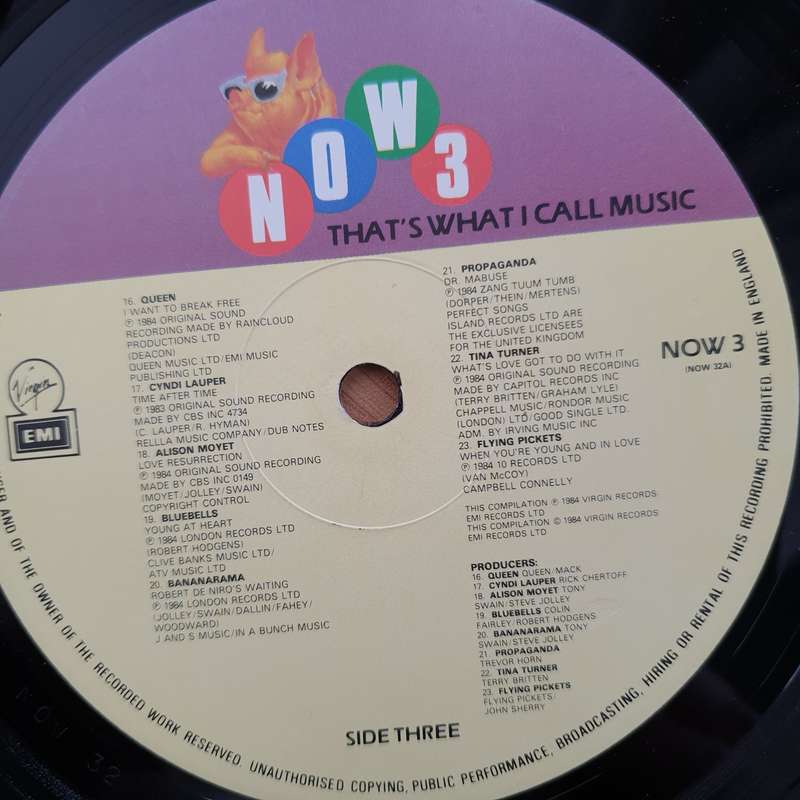 NOW 3
THAT'S WHAT I CALL MUSIC
16. QUEEN
I WANT TO BREAK FREE
℗ 1984 ORIGINAL SOUND
RECORDING MADE BY RAINCLOUD
PRODUCTIONS LTD
(DEACON)
QUEEN MUSIC LTD/EMI MUSIC
PUBLISHING LTD
17. CYNDI LAUPER
TIME AFTER TIME
℗ 1983 ORIGINAL SOUND RECORDING
MADE BY CBS INC 4734
(C. LAUPER/R. HYMAN)
RELLLA MUSIC COMPANY/DUB NOTES
18. ALISON MOYET
LOVE RESURRECTION
℗ 1984 ORIGINAL SOUND RECORDING
MADE BY CBS INC 0149
(MOYET/JOLLEY/SWAIN)
COPYRIGHT CONTROL
19. BLUEBELLS
YOUNG AT HEART
℗ 1984 LONDON RECORDS LTD
(ROBERT HODGENS)
CLIVE BANKS MUSIC LTD/
ATV MUSIC LTD
20. BANANARAMA
ROBERT DE NIRO'S WAITING
℗ 1984 LONDON RECORDS LTD
(JOLLEY/SWAIN/DALLIN/FAHEY/
WOODWARD)
J AND S MUSIC/IN A BUNCH MUSIC
21. PROPAGANDA
DR. MABUSE
℗ 1984 ZANG TUUM TUMB
(DORPER/THEIN/MERTENS)
PERFECT SONGS
ISLAND RECORDS LTD ARE
THE EXCLUSIVE LICENSEES
FOR THE UNITED KINGDOM
22. TINA TURNER
WHAT'S LOVE GOT TO DO WITH IT
℗ 1984 ORIGINAL SOUND RECORDING
MADE BY CAPITOL RECORDS INC
(TERRY BRITTEN/GRAHAM LYLE)
CHAPPELL MUSIC/RONDOR MUSIC
(LONDON) LTD/GOOD SINGLE LTD.
ADM. BY IRVING MUSIC INC
23. FLYING PICKETS
WHEN YOU'RE YOUNG AND IN LOVE
℗ 1984 10 RECORDS LTD
(IVAN McCOY)
CAMPBELL CONNELLY
THIS COMPILATION ℗ 1984 VIRGIN RECORDS
EMI RECORDS LTD
THIS COMPILATION © 1984 VIRGIN RECORDS
EMI RECORDS LTD
PRODUCERS:
16. QUEEN QUEEN/MACK
17. CYNDI LAUPER RICK CHERTOFF
18. ALISON MOYET TONY
SWAIN/STEVE JOLLEY
19. BLUEBELLS COLIN
FAIRLEY/ROBERT HODGENS
20. BANANARAMA TONY
SWAIN/STEVE JOLLEY
21. PROPAGANDA
TREVOR HORN
22. TINA TURNER
TERRY BRITTEN
23. FLYING PICKETS
FLYING PICKETS/
JOHN SHERRY
Virgin
EMI
NOW 3
(NOW 32A)
SIDE THREE
AND OF THE OWNER OF THE RECORDED WORK RESERVED. UNAUTHORISED COPYING, PUBLIC PERFORMANCE, BROADCASTING, HIRING OR RENTAL OF THIS RECORDING PROHIBITED. MADE IN ENGLAND
NOW 32